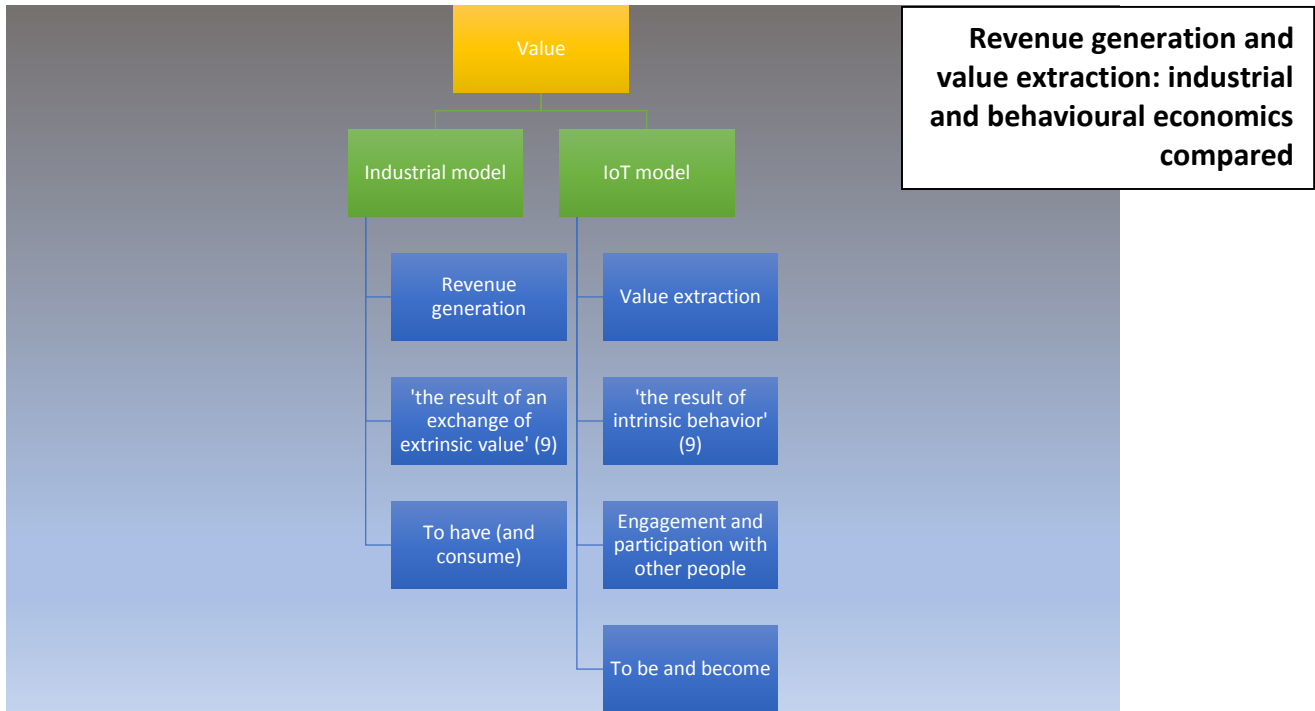 Revenue generation and
value extraction: industrial
and behavioural economics
compared
Value
Industrial model
IoT model
Revenue
generation
'the result of an
exchange of
extrinsic value' (9)
To have (and
consume)
Value extraction
'the result of
intrinsic behavior'
(9)
Engagement and
participation with
other people
To be and become